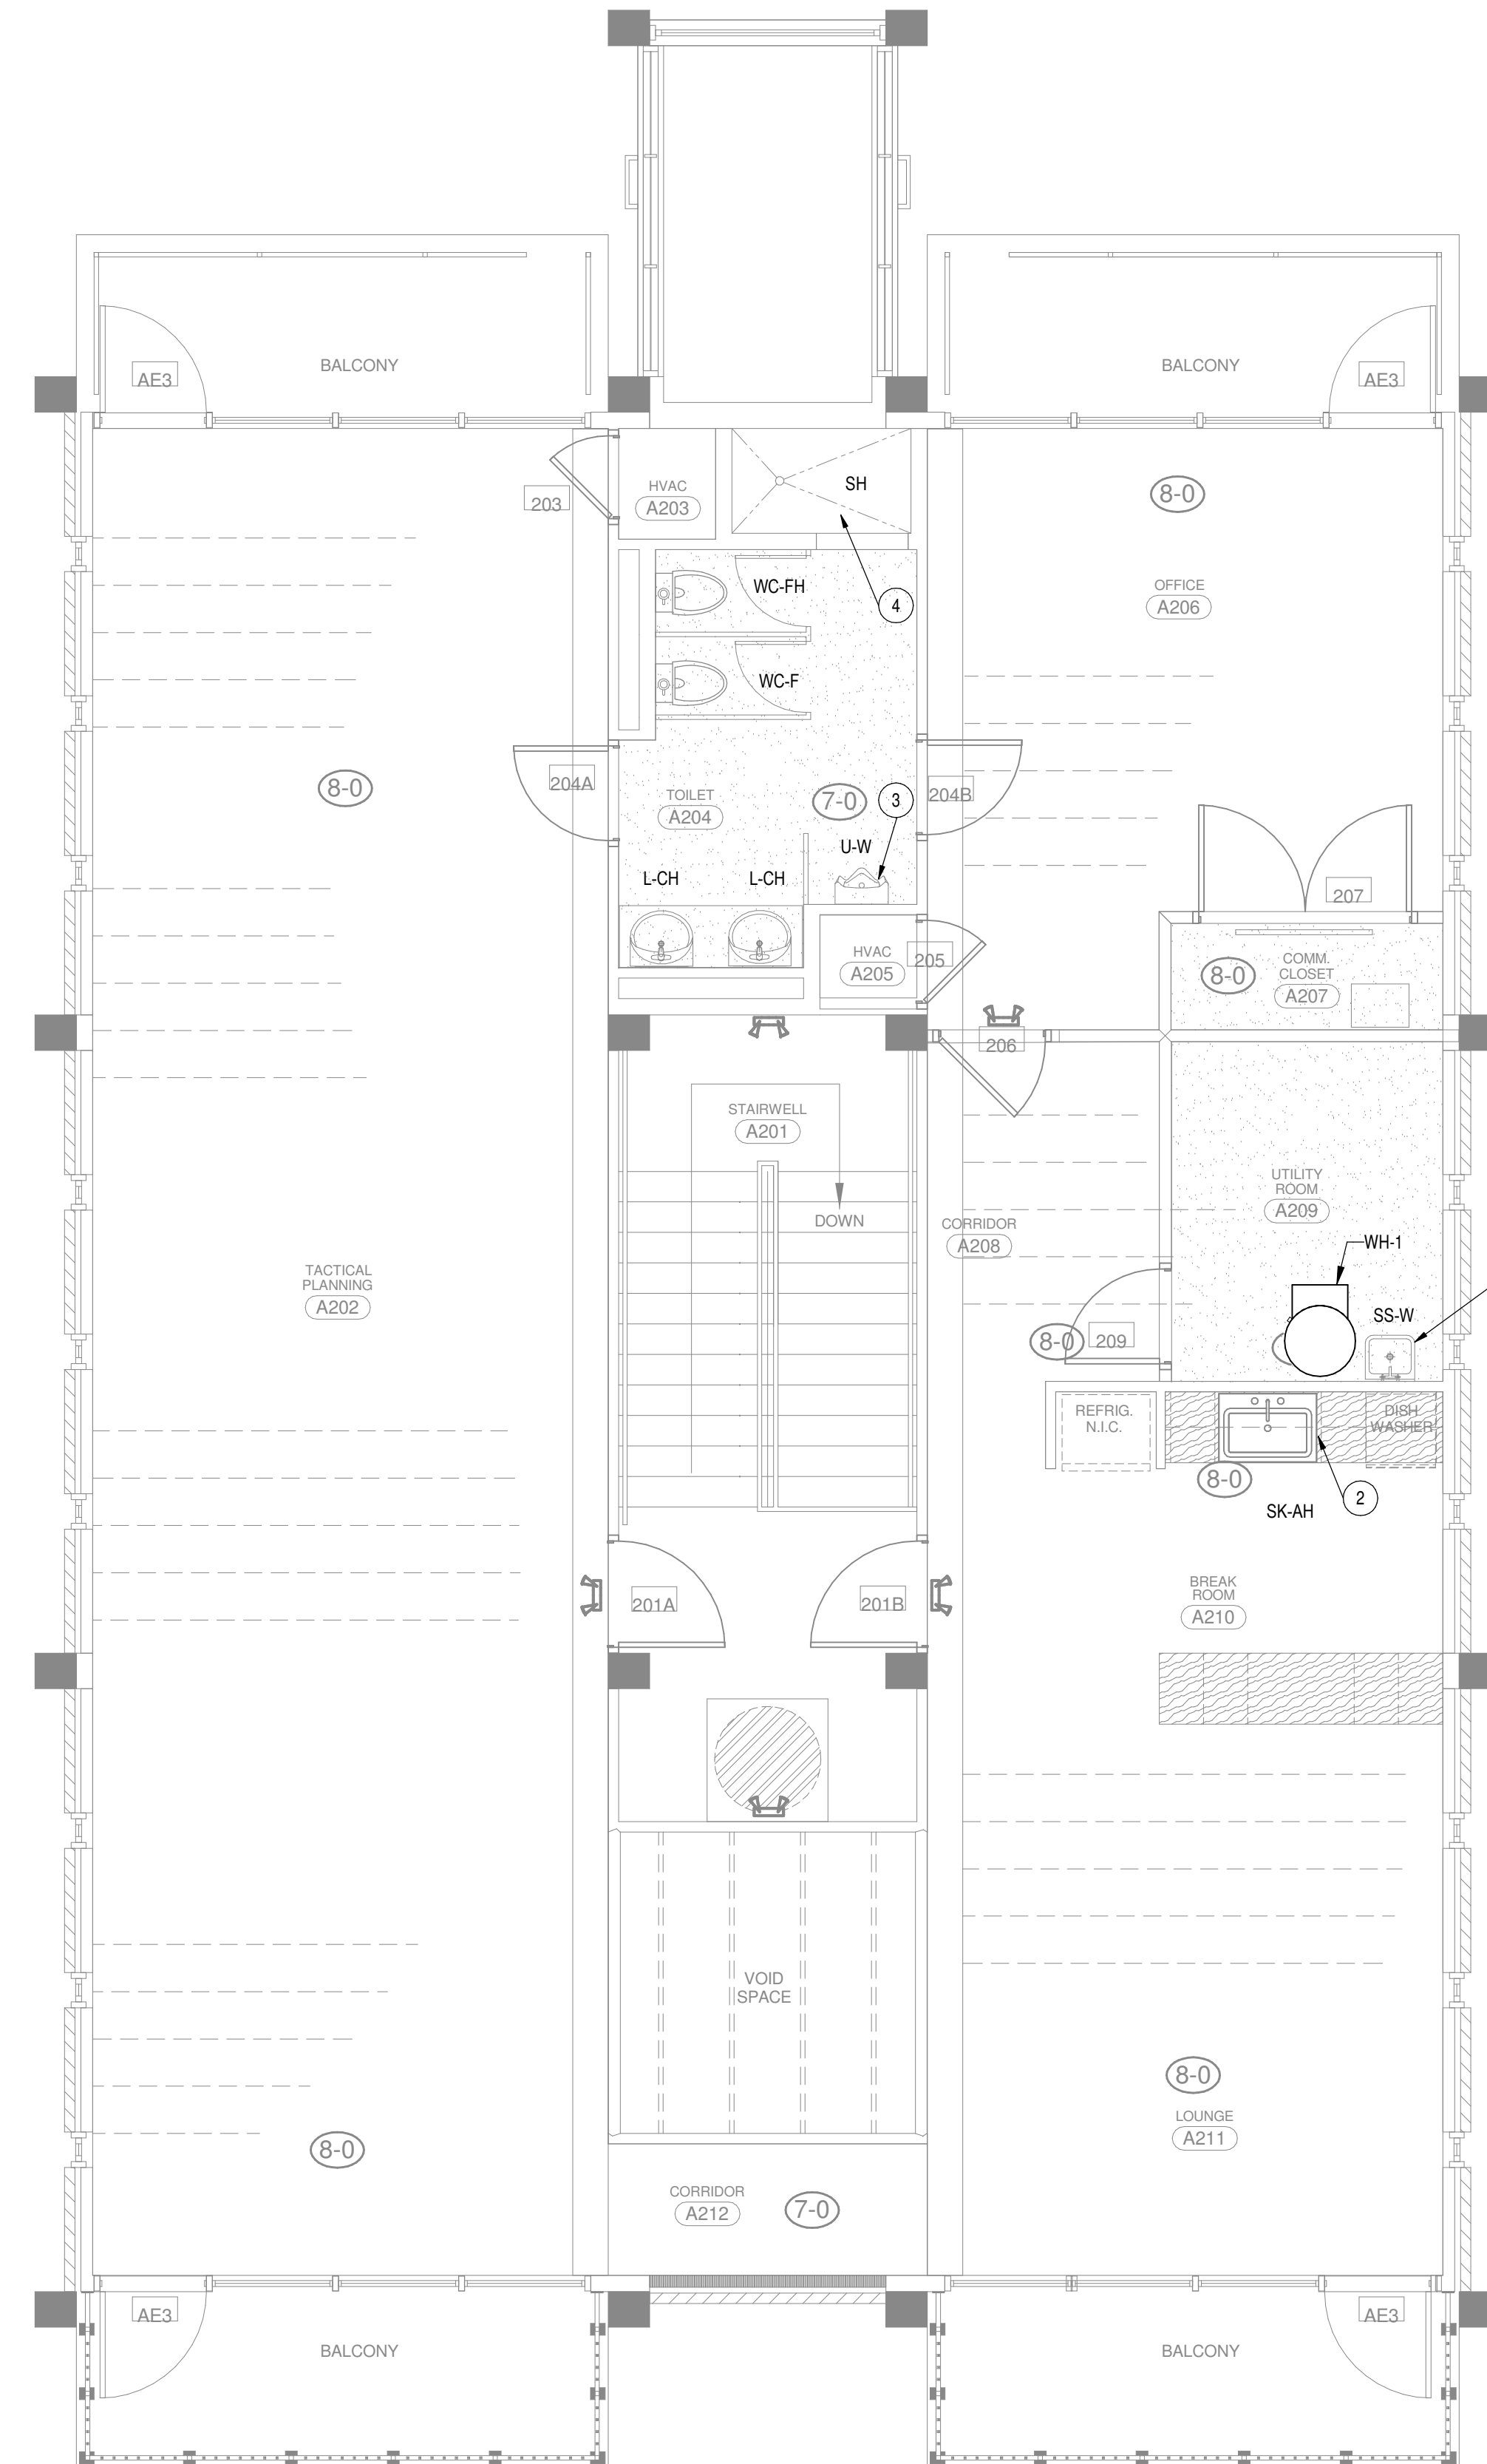 BALCONY
BALCONY
AE3
AE3
HVAC
A203
203
SH
8-0
WC-FH
4
OFFICE
A206
WC-F
8-0
204A
TOILET
A204
7-0
3
204B
U-W
L-CH
L-CH
207
HVAC
A205
205
8-0
COMM.
CLOSET
A207
206
STAIRWELL
A201
DOWN
UTILITY
ROOM
A209
CORRIDOR
A208
WH-1
TACTICAL
PLANNING
A202
SS-W
8-0
209
REFRIG.
N.I.C.
DISH
WASHER
8-0
SK-AH
2
BREAK
ROOM
A210
201A
201B
VOID
SPACE
8-0
LOUNGE
A211
8-0
CORRIDOR
A212
7-0
AE3
AE3
BALCONY
BALCONY